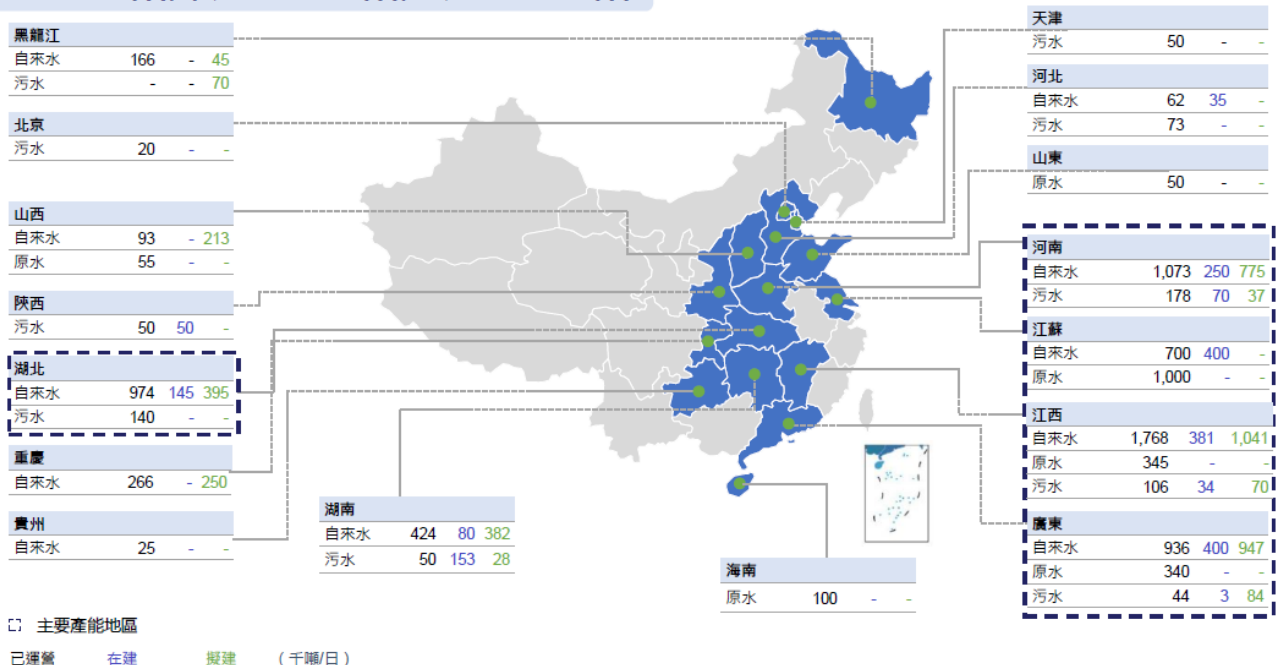 黑龍江
自來水 166 - 45
污水 - - 70
北京
污水 20 - -
山西
自來水 93 - 213
原水 55 - -
陝西
污水 50 50 -
湖北
自來水 974 145 395
污水 140 - -
重慶
自來水 266 - 250
貴州
自來水 25 - -
湖南
自來水 424 80 382
污水 50 153 28
海南
原水 100 - -
天津
污水 50 - -
河北
自來水 62 35 -
污水 73 - -
山東
原水 50 - -
河南
自來水 1,073 250 775
污水 178 70 37
江蘇
自來水 700 400 -
原水 1,000 - -
江西
自來水 1,768 381 1,041
原水 345 - -
污水 106 34 70
廣東
自來水 936 400 947
原水 340 - -
污水 44 3 84
主要產能地區
已運營 在建 擬建 (千噸/日)